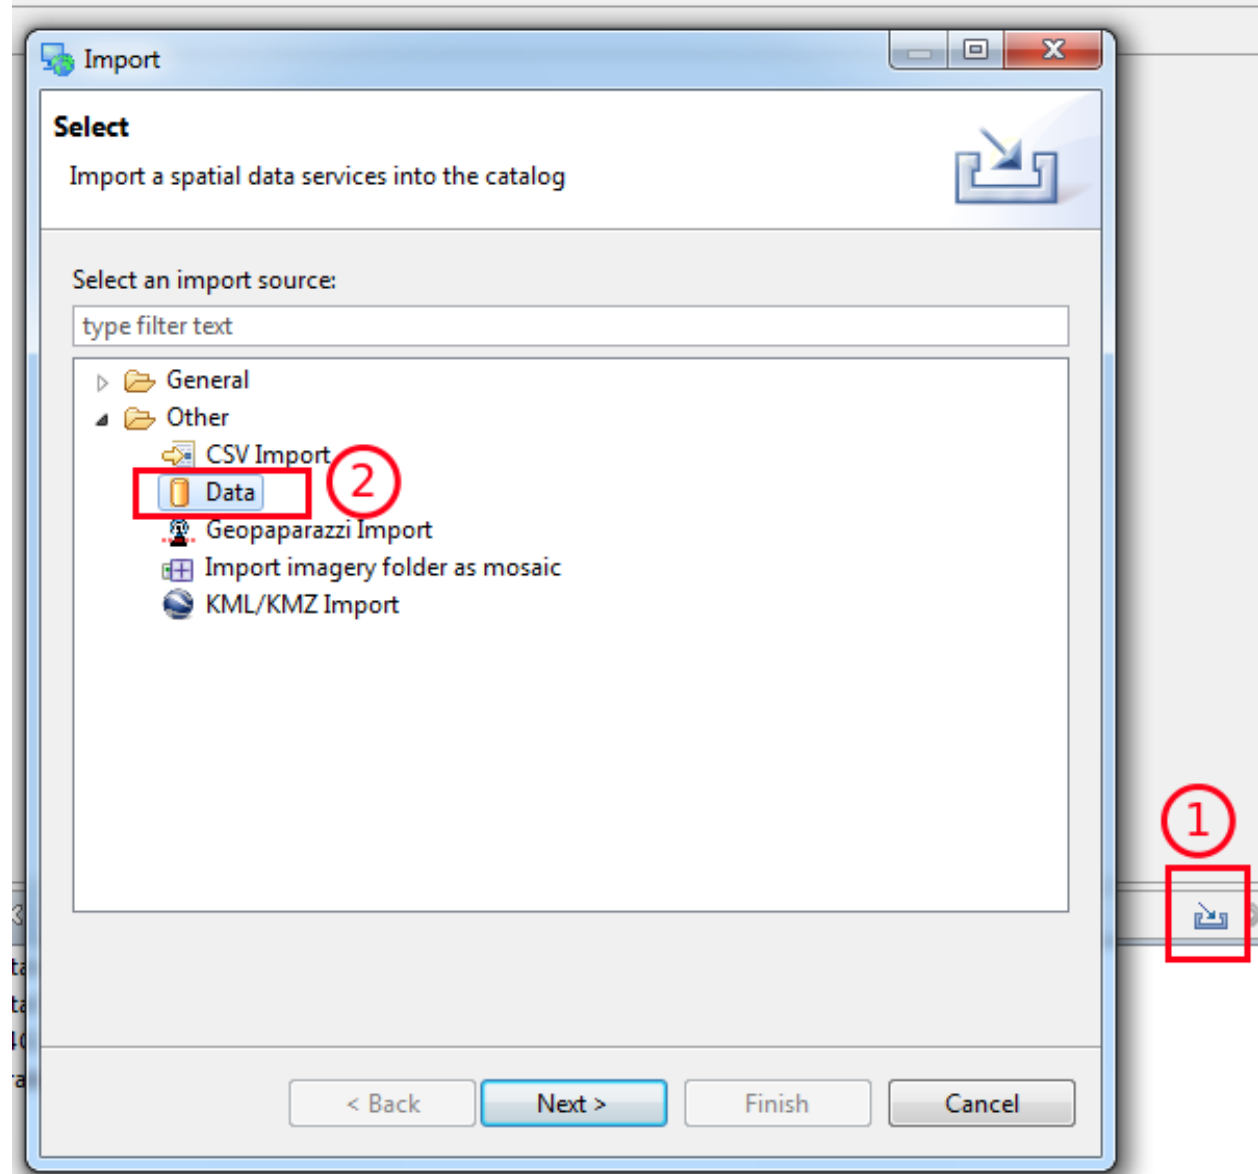 Import
Select
Import a spatial data services into the catalog
Select an import source:
type filter text
General
Other
CSV Import
Data
2
Geopaparazzi Import
Import imagery folder as mosaic
KML/KMZ Import
1
< Back
Next >
Finish
Cancel